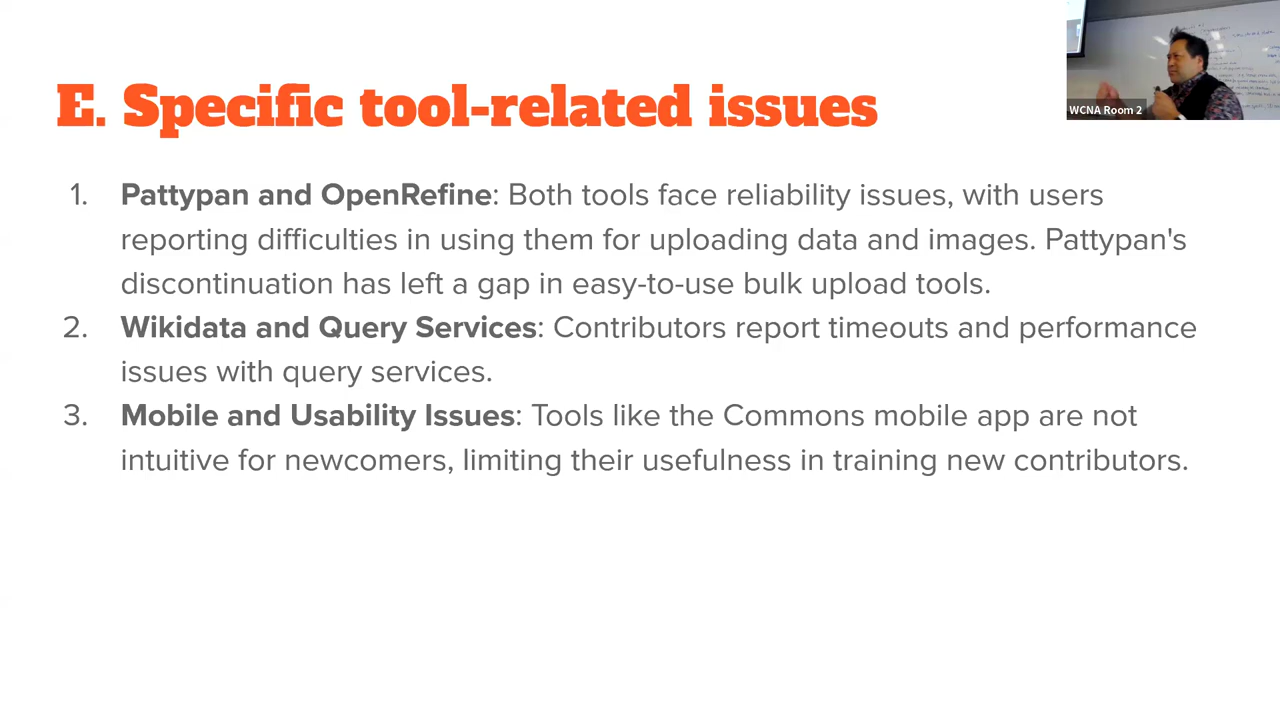 E. Specific tool-related issues
WCNA Room 2
1. Pattypan and OpenRefine: Both tools face reliability issues, with users
reporting difficulties in using them for uploading data and images. Pattypan's
discontinuation has left a gap in easy-to-use bulk upload tools.
2. Wikidata and Query Services: Contributors report timeouts and performance
issues with query services.
3. Mobile and Usability Issues: Tools like the Commons mobile app are not
intuitive for newcomers, limiting their usefulness in training new contributors.